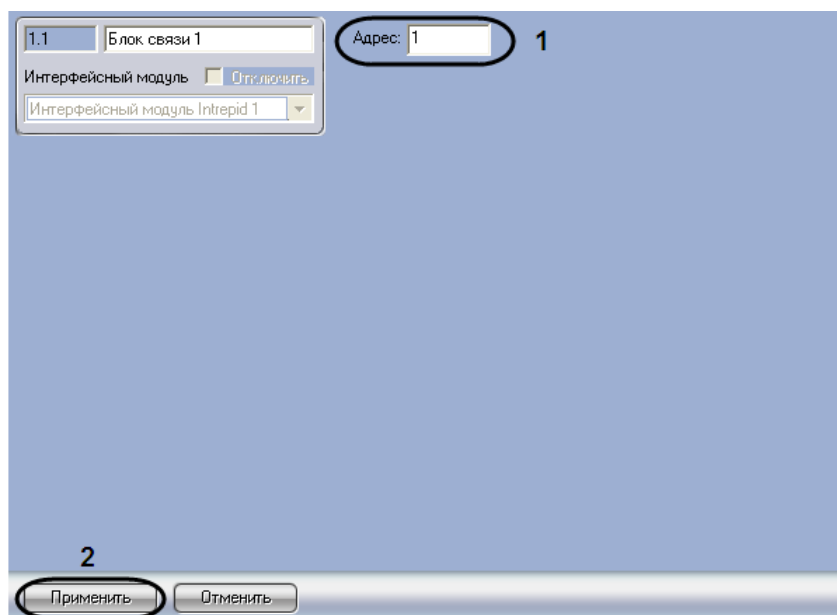 1.1 Блок связи 1 Адрес: 1 1
Интерфейсный модуль Отключить
Интерфейсный модуль Intrepid 1
2
Применить Отменить